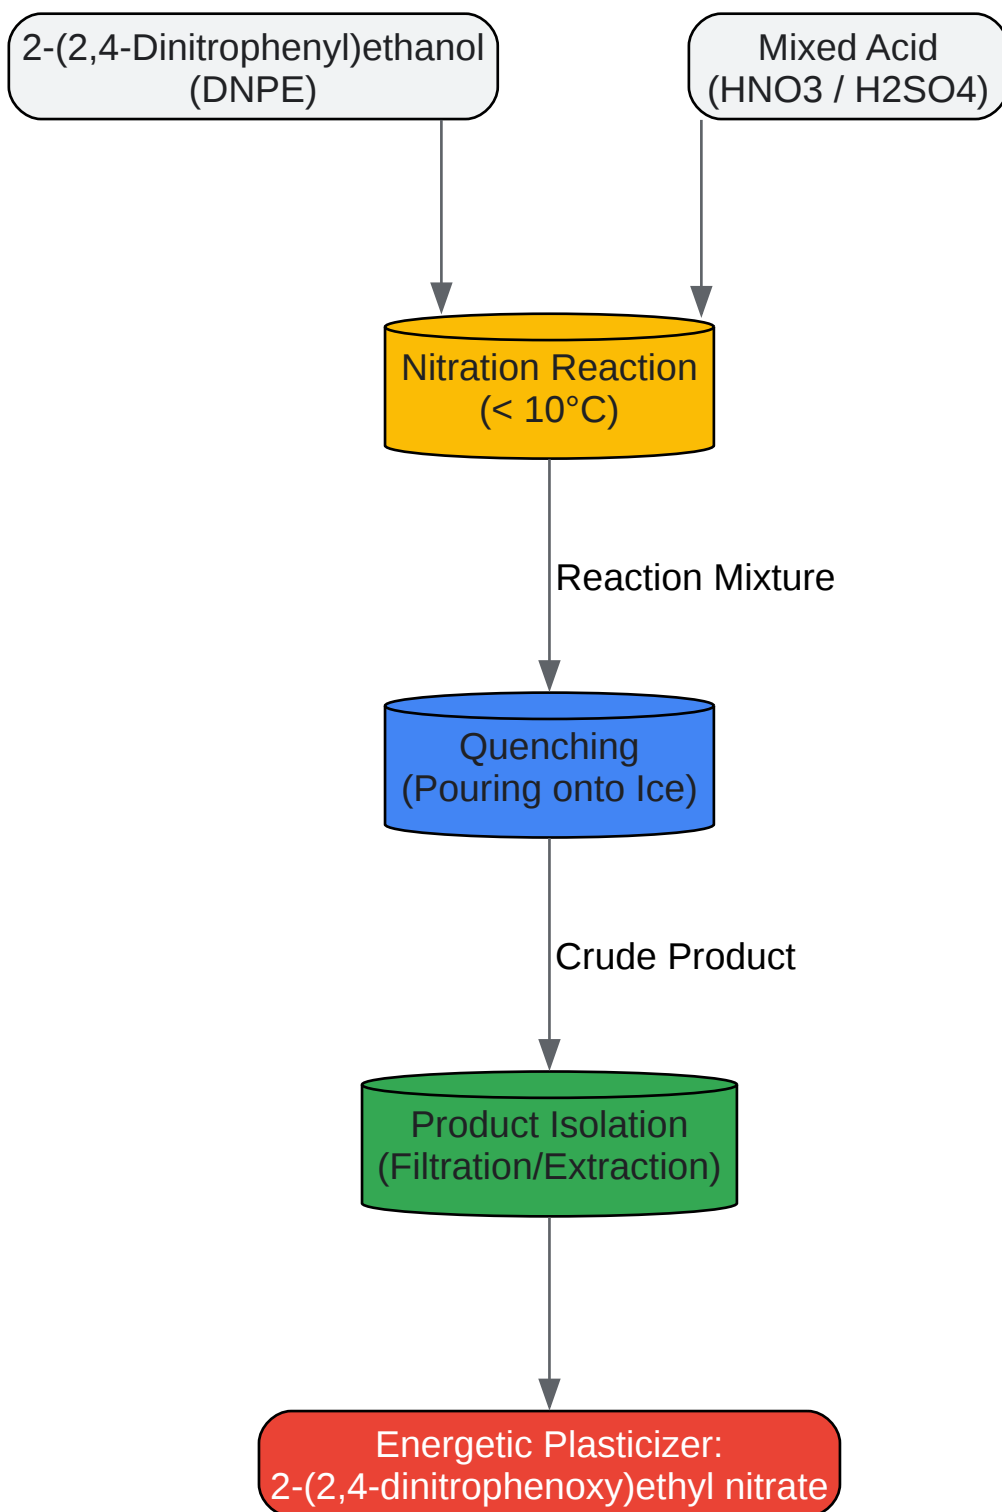 2-(2,4-Dinitrophenyl)ethanol
(DNPE)
Mixed Acid
(HNO3 / H2SO4)
Nitration Reaction
(< 10°C)
Reaction Mixture
Quenching
(Pouring onto Ice)
Crude Product
Product Isolation
(Filtration/Extraction)
Energetic Plasticizer:
2-(2,4-dinitrophenoxy)ethyl nitrate